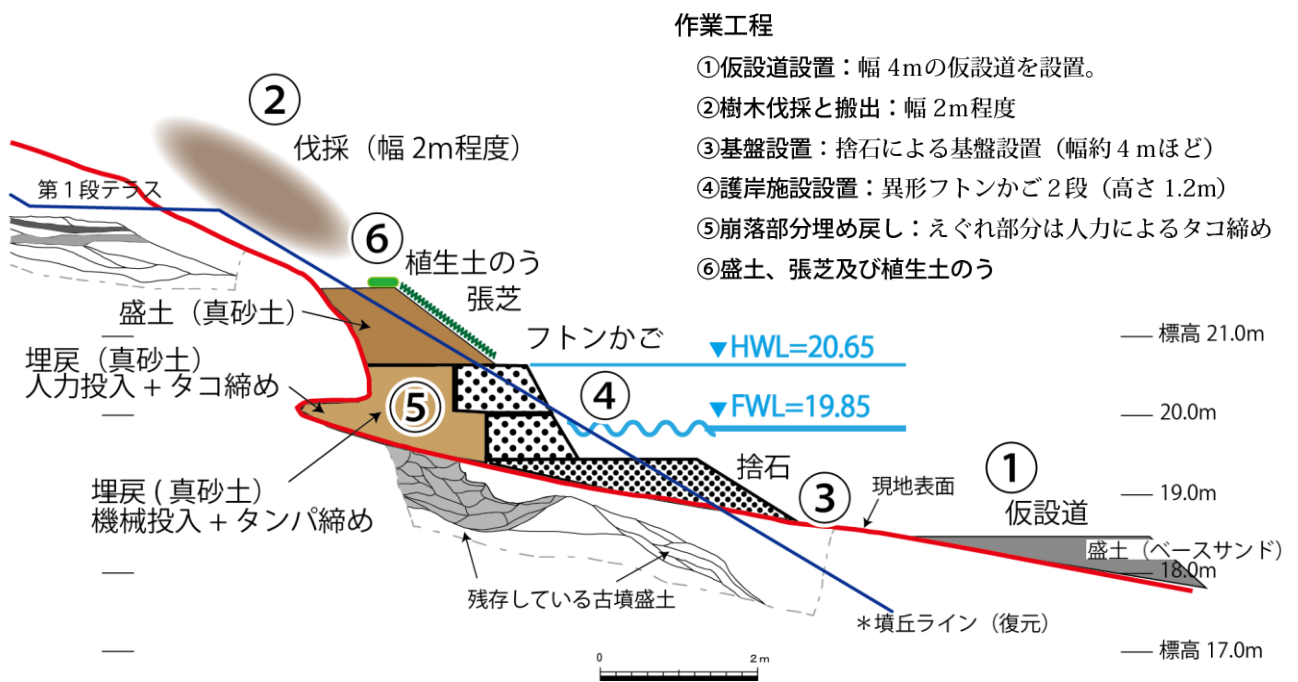 作業工程
①仮設道設置：幅 4mの仮設道を設置。
②樹木伐採と搬出：幅 2m程度
③基盤設置：捨石による基盤設置（幅約 4 mほど）
④護岸施設設置：異形フトンかご 2 段（高さ 1.2m）
⑤崩落部分埋め戻し：えぐれ部分は人力によるタコ締め
⑥盛土、張芝及び植生土のう
②
伐採（幅 2m程度）
第１段テラス
⑥
植生土のう
張芝
盛土（真砂土）
フトンかご
▼HWL=20.65
標高 21.0m
埋戻（真砂土）
人力投入 + タコ締め
⑤
④
▼FWL=19.85
20.0m
埋戻 ( 真砂土）
機械投入 + タンパ締め
捨石
③
現地表面
①
仮設道
19.0m
盛土（ベースサンド）
18.0m
残存している古墳盛土
＊墳丘ライン（復元）
標高 17.0m
0
2 m